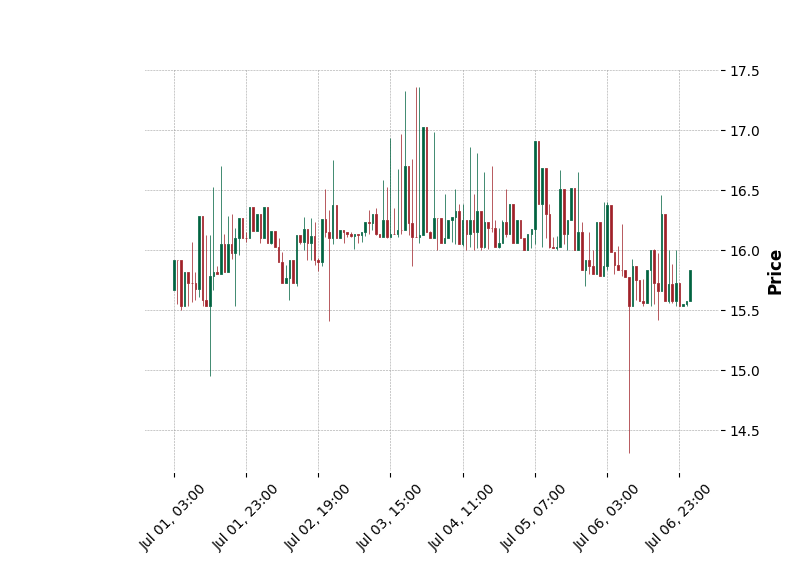 17.5
17.0
16.5
16.0
15.5
15.0
14.5
Price
Jul 01, 03:00
Jul 01, 23:00
Jul 02, 19:00
Jul 03, 15:00
Jul 04, 11:00
Jul 05, 07:00
Jul 06, 03:00
Jul 06, 23:00